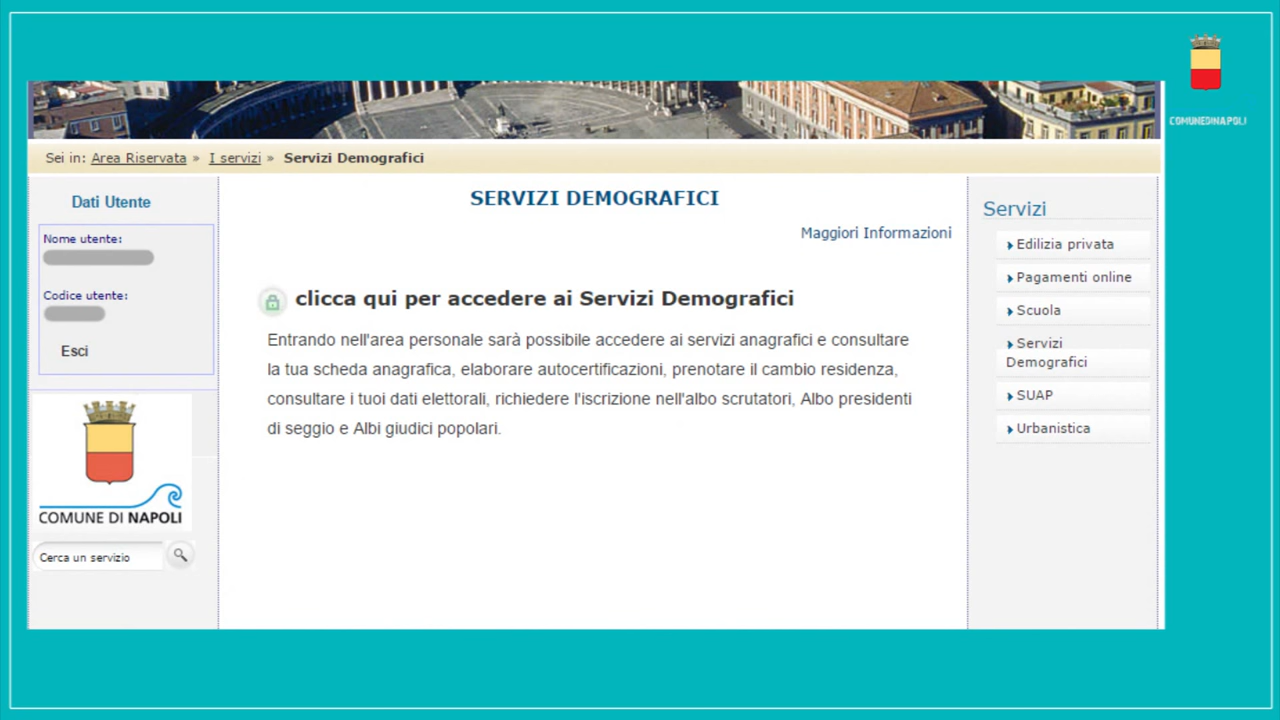 COMUNEDINAPOLI
Sei in: Area Riservata » I servizi » Servizi Demografici
Dati Utente
Nome utente:
Codice utente:
Esci
COMUNE DI NAPOLI
Cerca un servizio
SERVIZI DEMOGRAFICI
Maggiori Informazioni
clicca qui per accedere ai Servizi Demografici
Entrando nell'area personale sarà possibile accedere ai servizi anagrafici e consultare
la tua scheda anagrafica, elaborare autocertificazioni, prenotare il cambio residenza,
consultare i tuoi dati elettorali, richiedere l'iscrizione nell'albo scrutatori, Albo presidenti
di seggio e Albi giudici popolari.
Servizi
Edilizia privata
Pagamenti online
Scuola
Servizi
Demografici
SUAP
Urbanistica